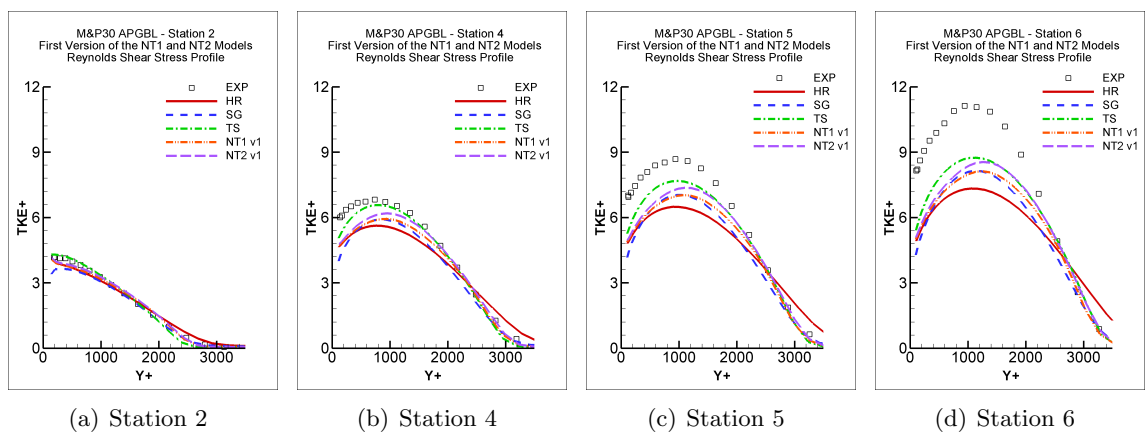 M&P30 APGBL - Station 2
First Version of the NT1 and NT2 Models
Reynolds Shear Stress Profile
EXP
HR
SG
TS
NT1 v1
NT2 v1
TKE+
12
9
6
3
0
0 1000 2000 3000
Y+
(a) Station 2
M&P30 APGBL - Station 4
First Version of the NT1 and NT2 Models
Reynolds Shear Stress Profile
EXP
HR
SG
TS
NT1 v1
NT2 v1
TKE+
12
9
6
3
0
0 1000 2000 3000
Y+
(b) Station 4
M&P30 APGBL - Station 5
First Version of the NT1 and NT2 Models
Reynolds Shear Stress Profile
EXP
HR
SG
TS
NT1 v1
NT2 v1
TKE+
12
9
6
3
0
0 1000 2000 3000
Y+
(c) Station 5
M&P30 APGBL - Station 6
First Version of the NT1 and NT2 Models
Reynolds Shear Stress Profile
EXP
HR
SG
TS
NT1 v1
NT2 v1
TKE+
12
9
6
3
0
0 1000 2000 3000
Y+
(d) Station 6